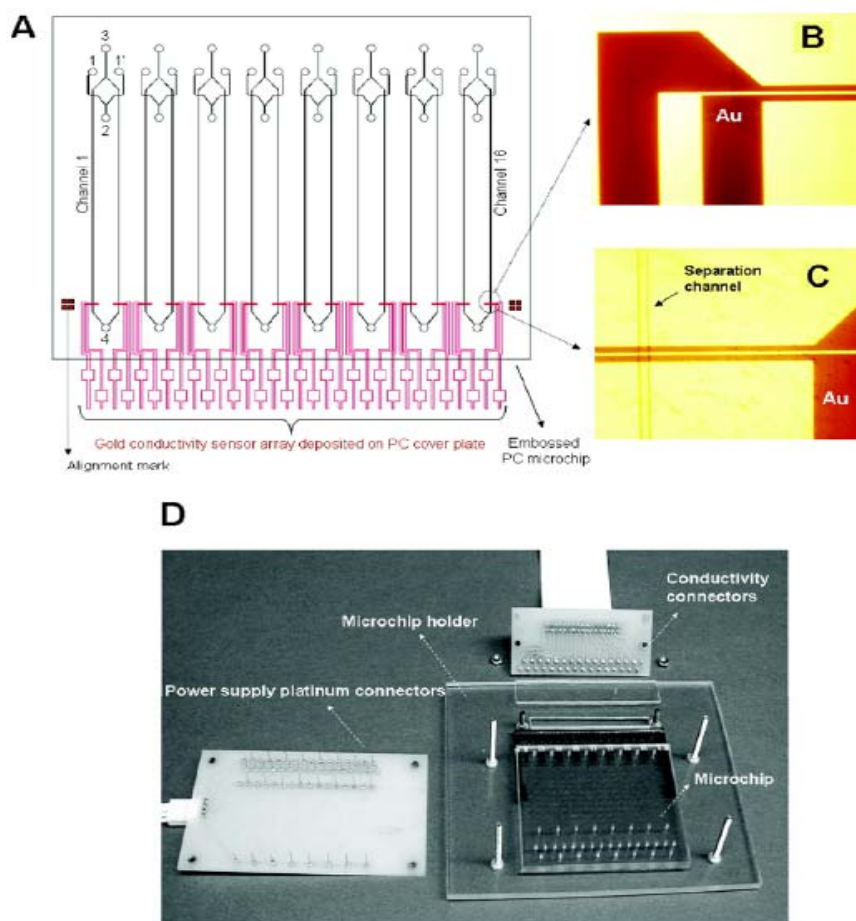 A
3
1 1'
2
Channel 1
Channel 16
4
Gold conductivity sensor array deposited on PC cover plate
Alignment mark
Embossed
PC microchip
B
Au
Separation
channel
C
Au
D
Conductivity
connectors
Microchip holder
Power supply platinum connectors
Microchip